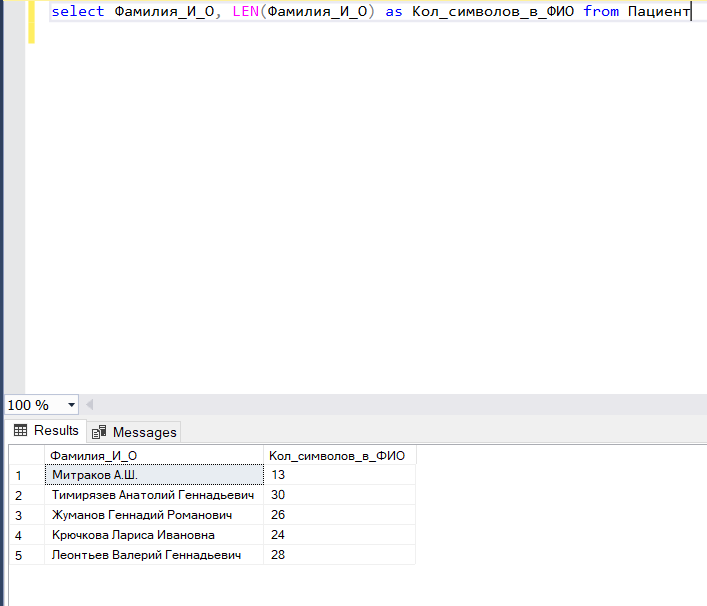 select Фамилия_И_О, LEN(Фамилия_И_О) as Кол_символов_в_ФИО from Пациент
100 %
Results Messages
Фамилия_И_О Кол_символов_в_ФИО
1 Митраков А.Ш. 13
2 Тимирязев Анатолий Геннадьевич 30
3 Жуманов Геннадий Романович 26
4 Крючкова Лариса Ивановна 24
5 Леонтьев Валерий Геннадьевич 28